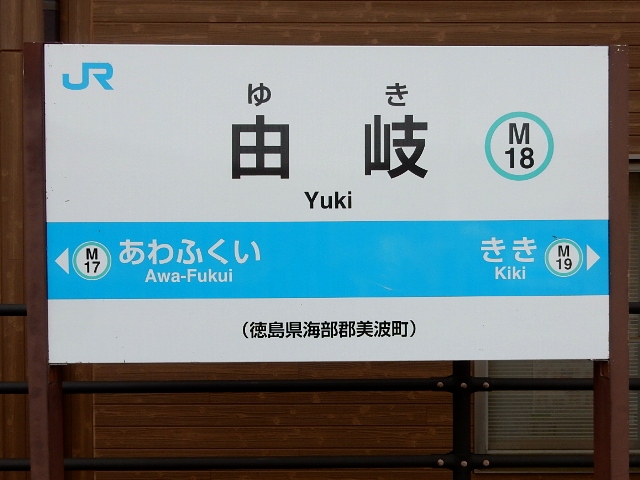 JR
ゆき
由岐
M
18
Yuki
M
17
あわふくい
Awa-Fukui
きき
Kiki
M
19
（徳島県海部郡美波町）